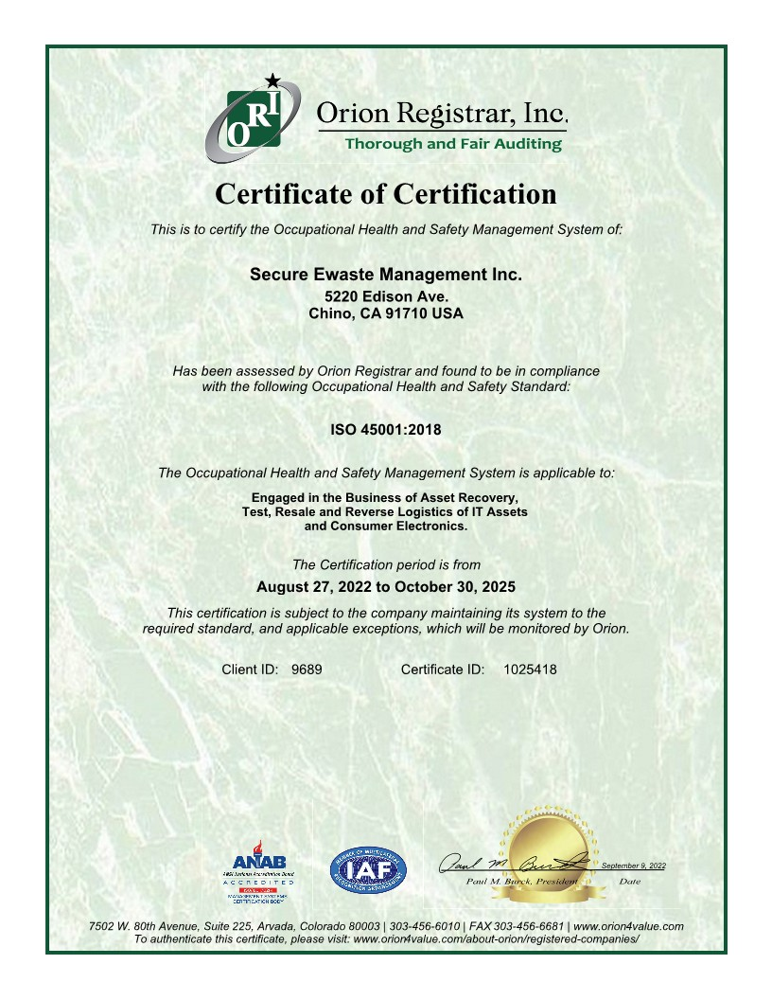 ORI
Orion Registrar, Inc.
Thorough and Fair Auditing
Certificate of Certification
This is to certify the Occupational Health and Safety Management System of:
Secure Ewaste Management Inc.
5220 Edison Ave.
Chino, CA 91710 USA
Has been assessed by Orion Registrar and found to be in compliance
with the following Occupational Health and Safety Standard:
ISO 45001:2018
The Occupational Health and Safety Management System is applicable to:
Engaged in the Business of Asset Recovery,
Test, Resale and Reverse Logistics of IT Assets
and Consumer Electronics.
The Certification period is from
August 27, 2022 to October 30, 2025
This certification is subject to the company maintaining its system to the
required standard, and applicable exceptions, which will be monitored by Orion.
Client ID: 9689 Certificate ID: 1025418
ANAB
ANSI National Accreditation Board
ACCREDITED
MANAGEMENT SYSTEMS
CERTIFICATION BODY
MEMBER OF MULTILATERAL
IAF
RECOGNITION ARRANGEMENT
Paul M Burck September 9, 2022
Paul M. Burck, President Date
7502 W. 80th Avenue, Suite 225, Arvada, Colorado 80003 | 303-456-6010 | FAX 303-456-6681 | www.orion4value.com
To authenticate this certificate, please visit: www.orion4value.com/about-orion/registered-companies/